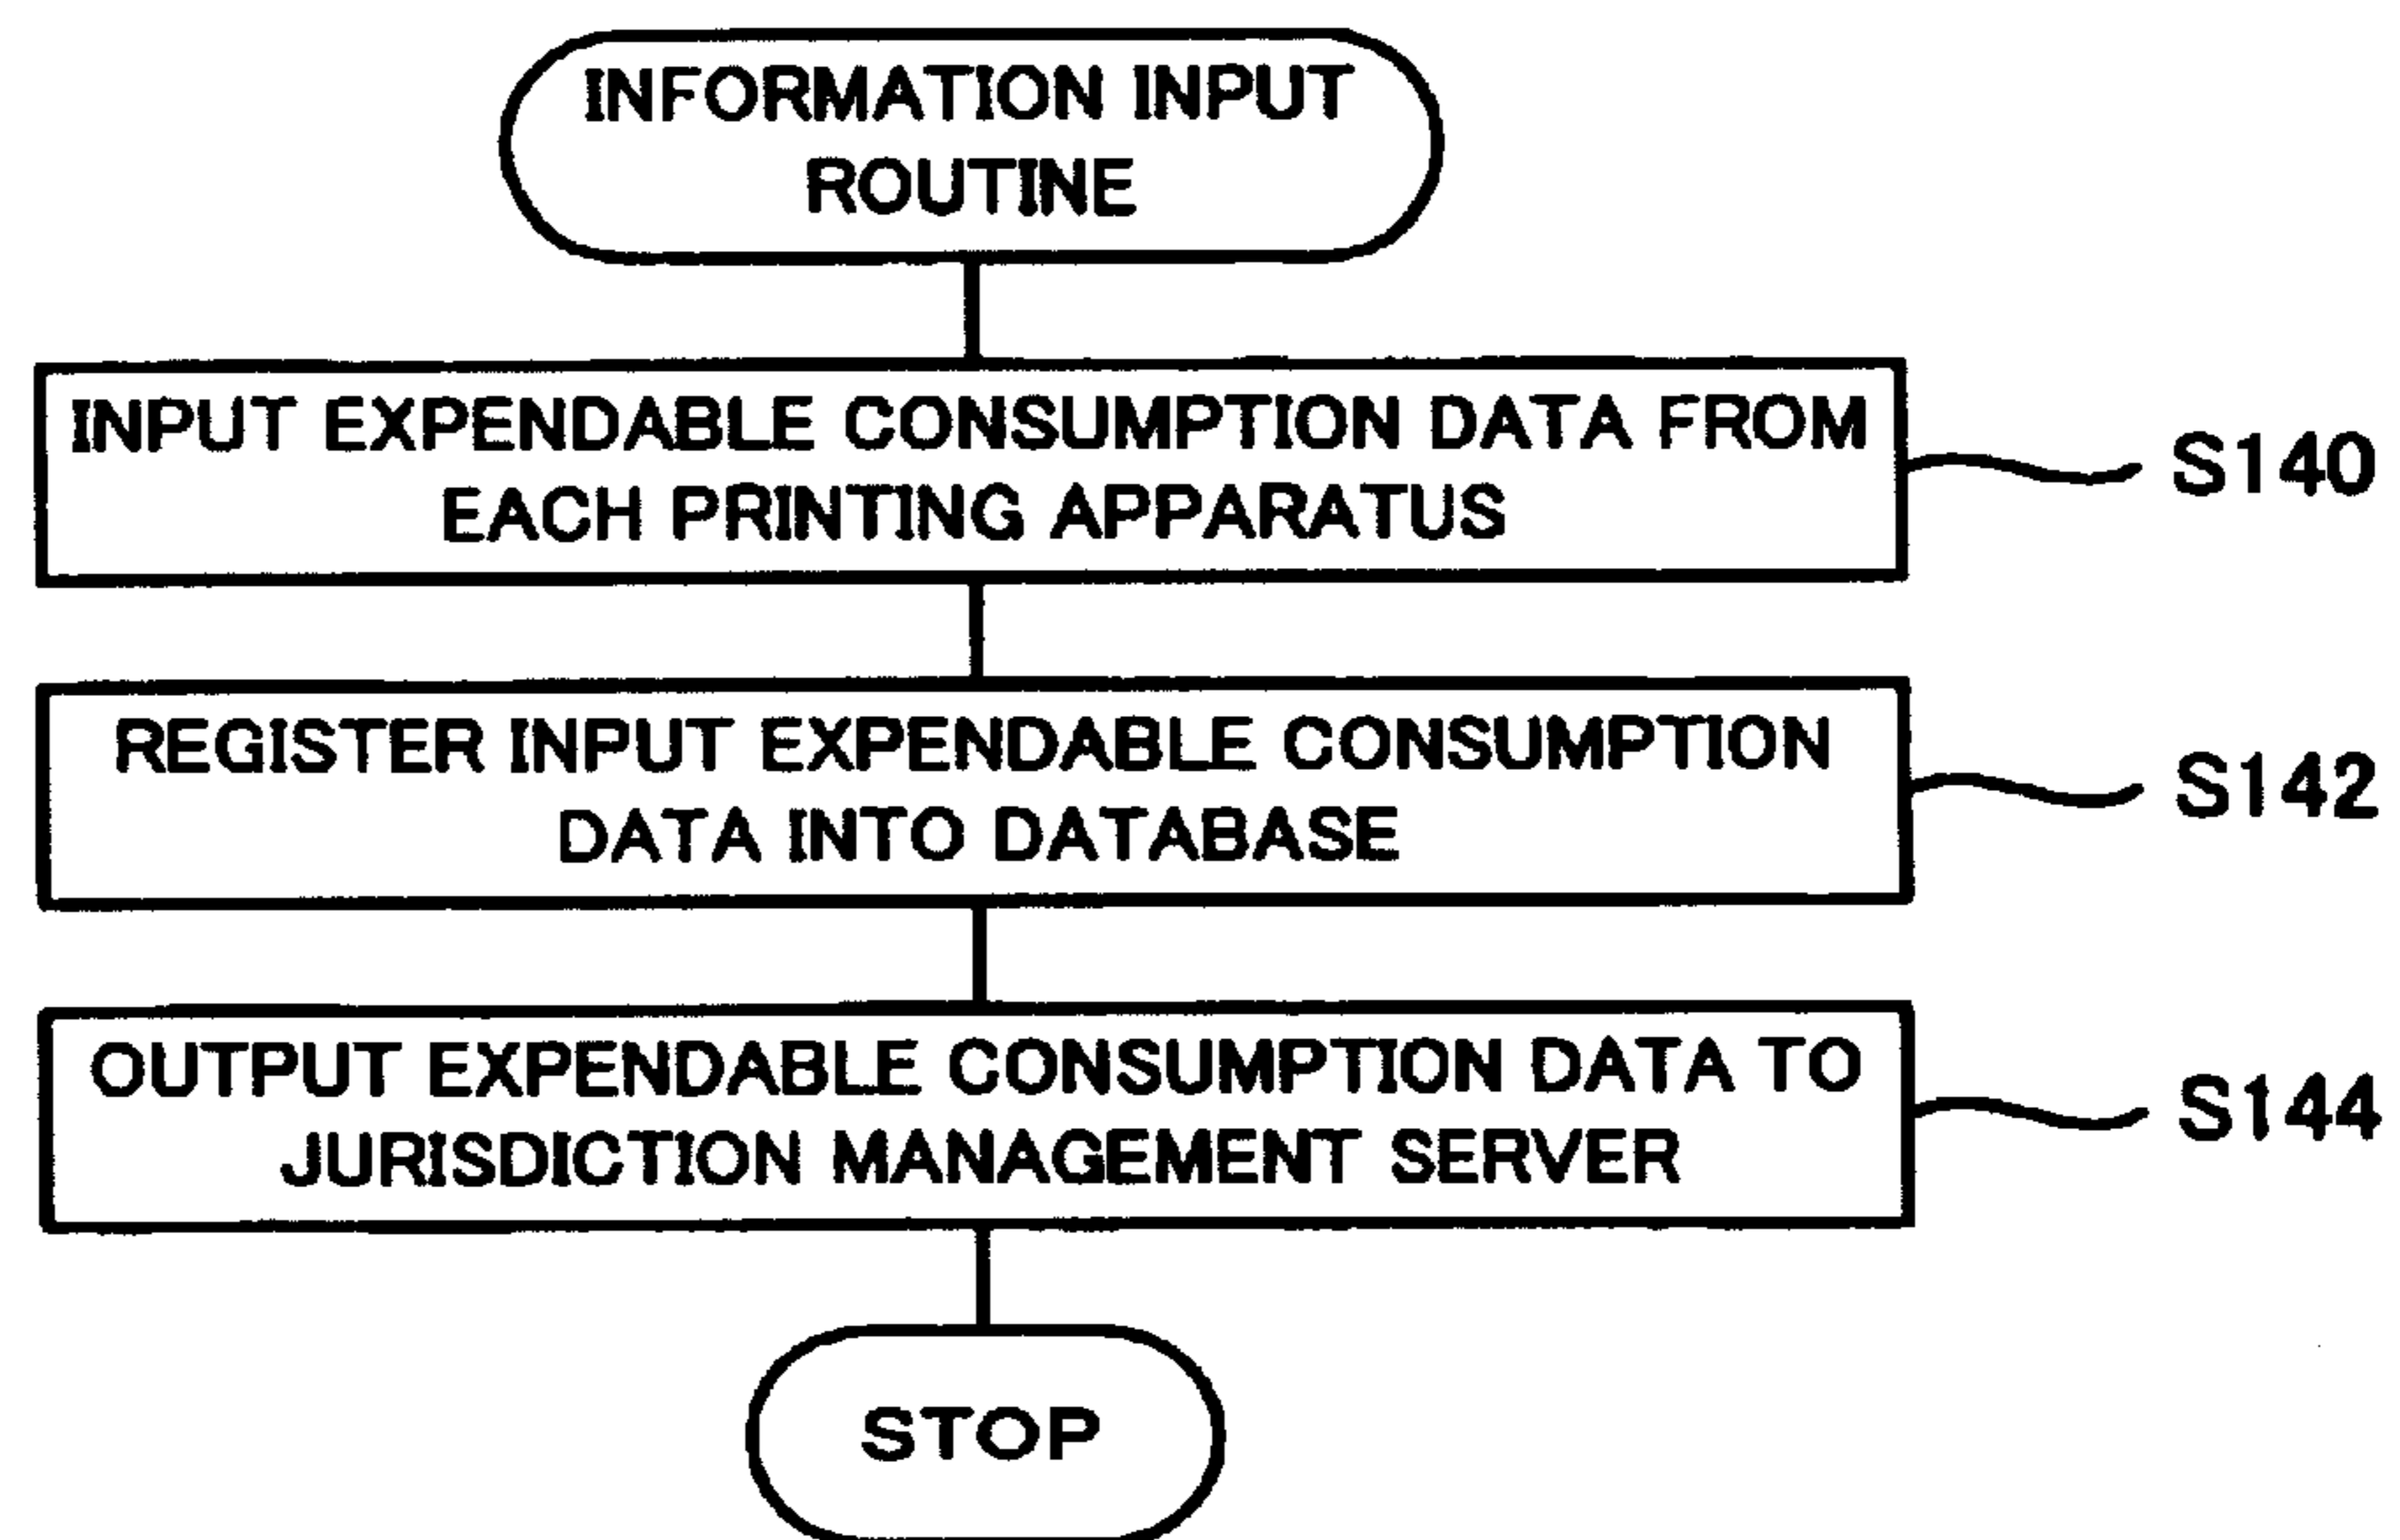 INFORMATION INPUT
ROUTINE
INPUT EXPENDABLE CONSUMPTION DATA FROM
EACH PRINTING APPARATUS
S140
REGISTER INPUT EXPENDABLE CONSUMPTION
DATA INTO DATABASE
S142
OUTPUT EXPENDABLE CONSUMPTION DATA TO
JURISDICTION MANAGEMENT SERVER
S144
STOP